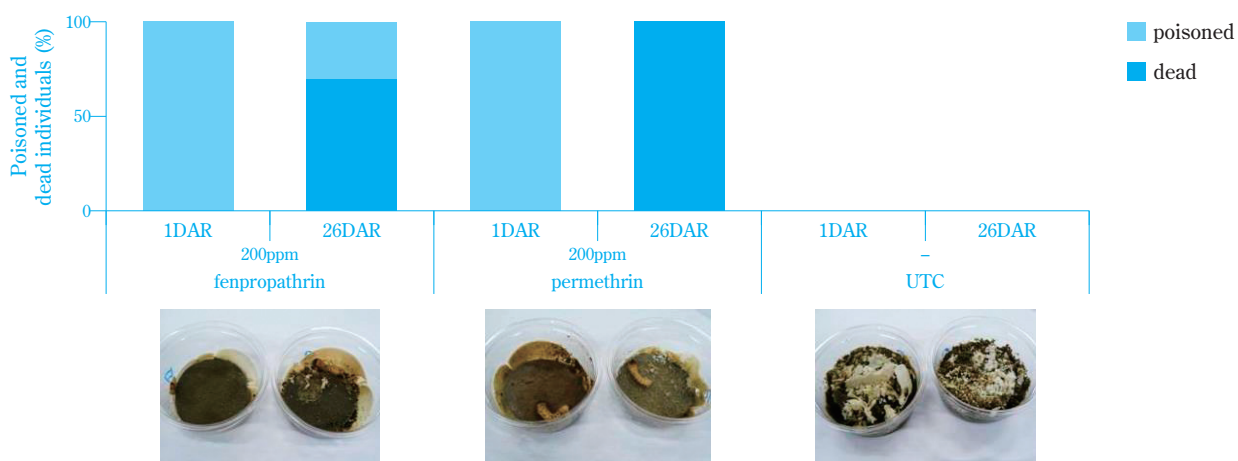 Poisoned and
dead individuals (%)
100
50
0
poisoned
dead
1DAR 26DAR 1DAR 26DAR 1DAR 26DAR
200ppm 200ppm –
fenpropathrin permethrin UTC